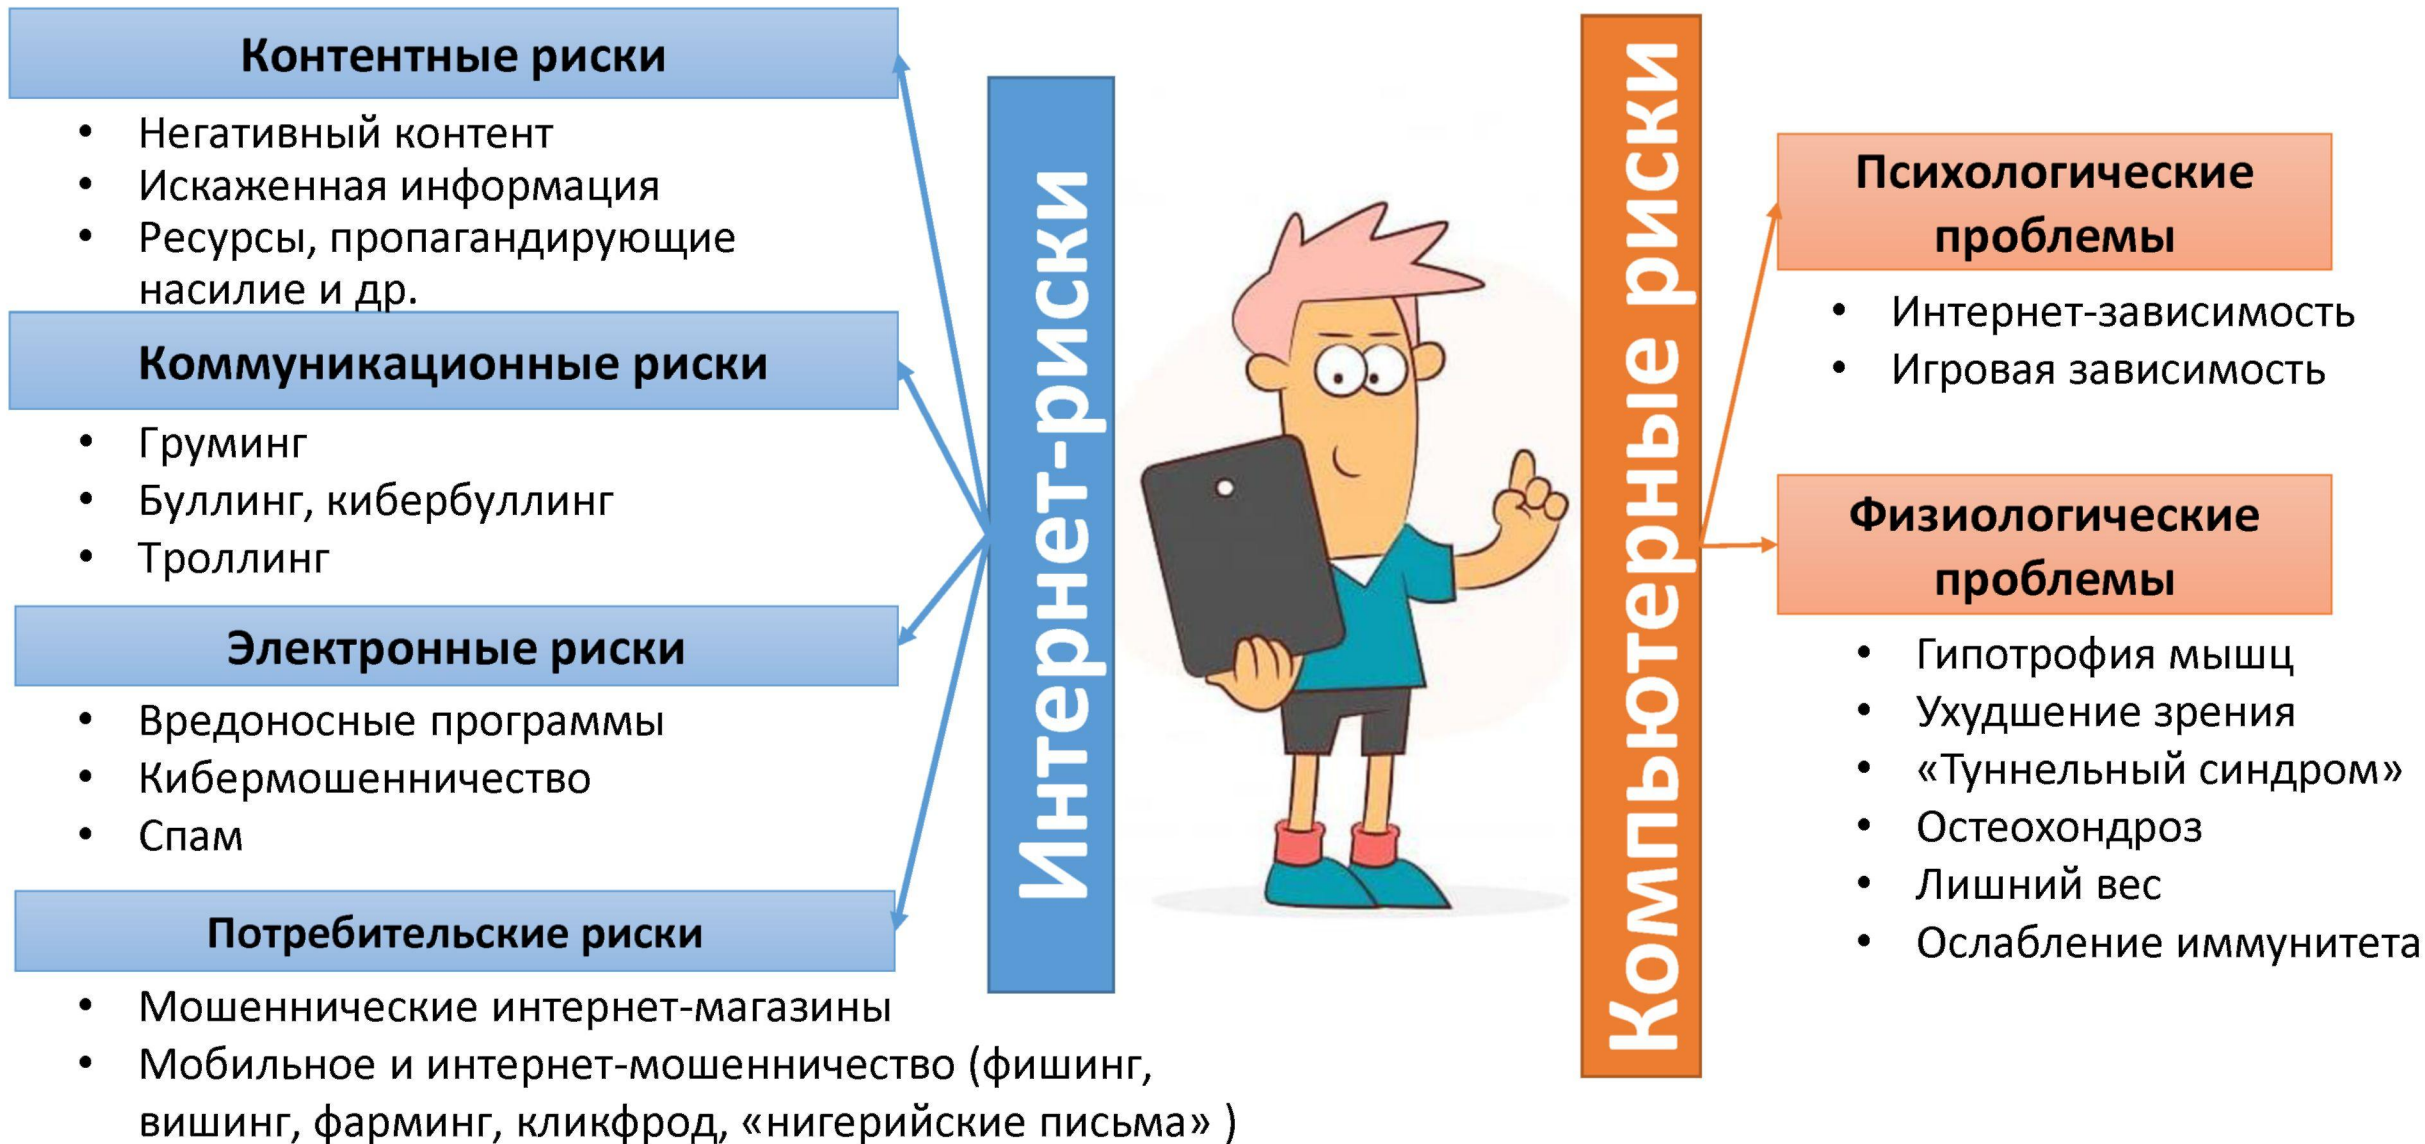 Контентные риски
• Негативный контент
• Искаженная информация
• Ресурсы, пропагандирующие
насилие и др.
Коммуникационные риски
• Груминг
• Буллинг, кибербуллинг
• Троллинг
Электронные риски
• Вредоносные программы
• Кибермошенничество
• Спам
Потребительские риски
• Мошеннические интернет-магазины
• Мобильное и интернет-мошенничество (фишинг,
вишинг, фарминг, кликфрод, «нигерийские письма» )
Интернет-риски
Компьютерные риски
Психологические
проблемы
• Интернет-зависимость
• Игровая зависимость
Физиологические
проблемы
• Гипотрофия мышц
• Ухудшение зрения
• «Туннельный синдром»
• Остеохондроз
• Лишний вес
• Ослабление иммунитета